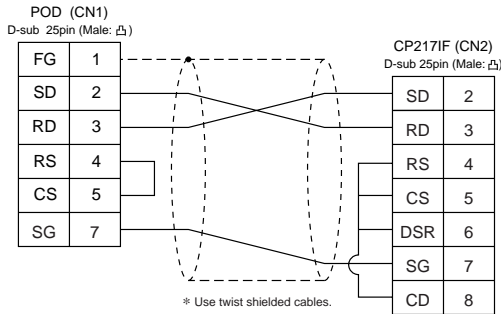 POD (CN1)
D-sub 25pin (Male: 凸)
FG 1
SD 2
RD 3
RS 4
CS 5
SG 7
CP217IF (CN2)
D-sub 25pin (Male: 凸)
SD 2
RD 3
RS 4
CS 5
DSR 6
SG 7
CD 8
* Use twist shielded cables.